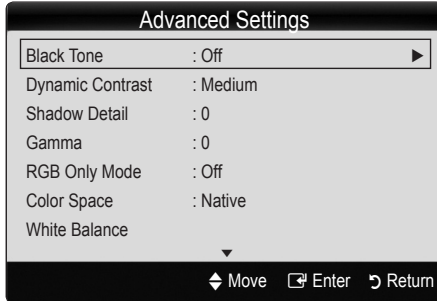 Advanced Settings
Black Tone : Off ▶
Dynamic Contrast : Medium
Shadow Detail : 0
Gamma : 0
RGB Only Mode : Off
Color Space : Native
White Balance
▼
Move Enter Return